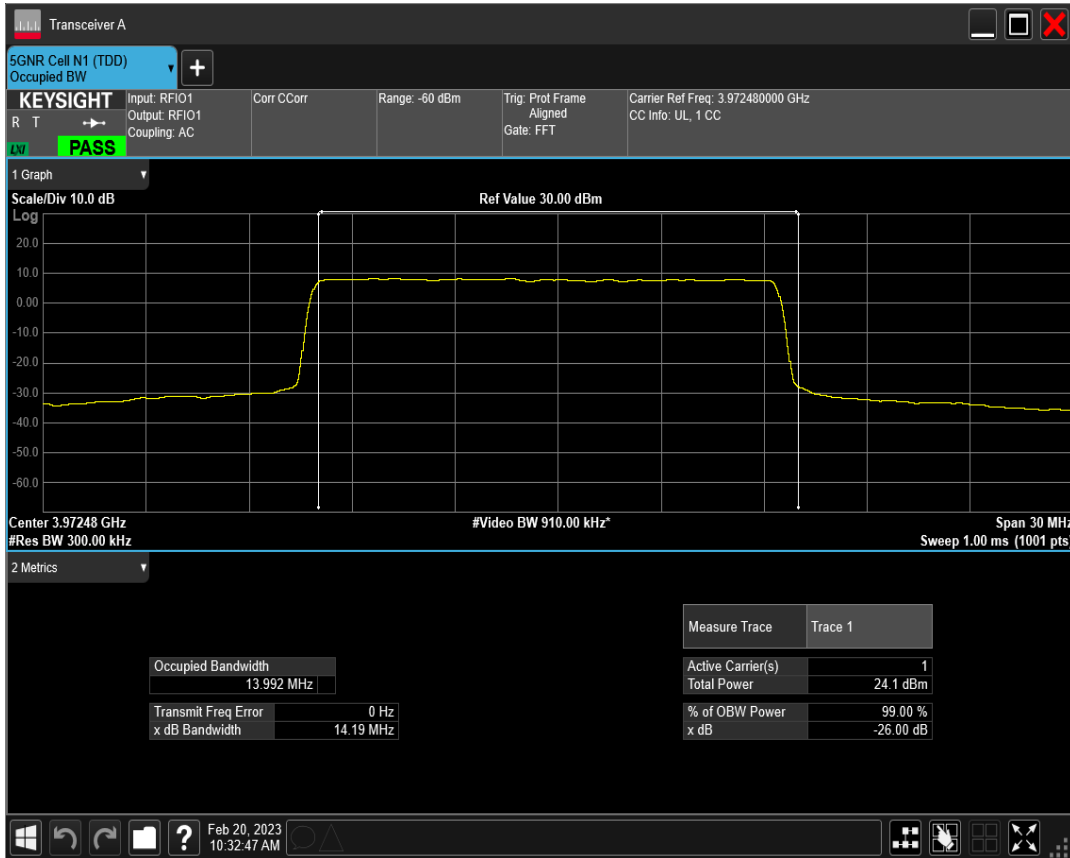 Transceiver A
5GNR Cell N1 (TDD)
Occupied BW
+
KEYSIGHT
R T
LXI
PASS
Input: RFIO1
Output: RFIO1
Coupling: AC
Corr CCorr
Range: -60 dBm
Trig: Prot Frame
Aligned
Gate: FFT
Carrier Ref Freq: 3.972480000 GHz
CC Info: UL, 1 CC
1 Graph
Scale/Div 10.0 dB
Ref Value 30.00 dBm
Log
20.0
10.0
0.00
-10.0
-20.0
-30.0
-40.0
-50.0
-60.0
Center 3.97248 GHz
#Video BW 910.00 kHz*
Span 30 MHz
#Res BW 300.00 kHz
Sweep 1.00 ms (1001 pts)
2 Metrics
Measure Trace Trace 1
Occupied Bandwidth
13.992 MHz
Active Carrier(s) 1
Total Power 24.1 dBm
Transmit Freq Error 0 Hz
x dB Bandwidth 14.19 MHz
% of OBW Power 99.00 %
x dB -26.00 dB
?
Feb 20, 2023
10:32:47 AM